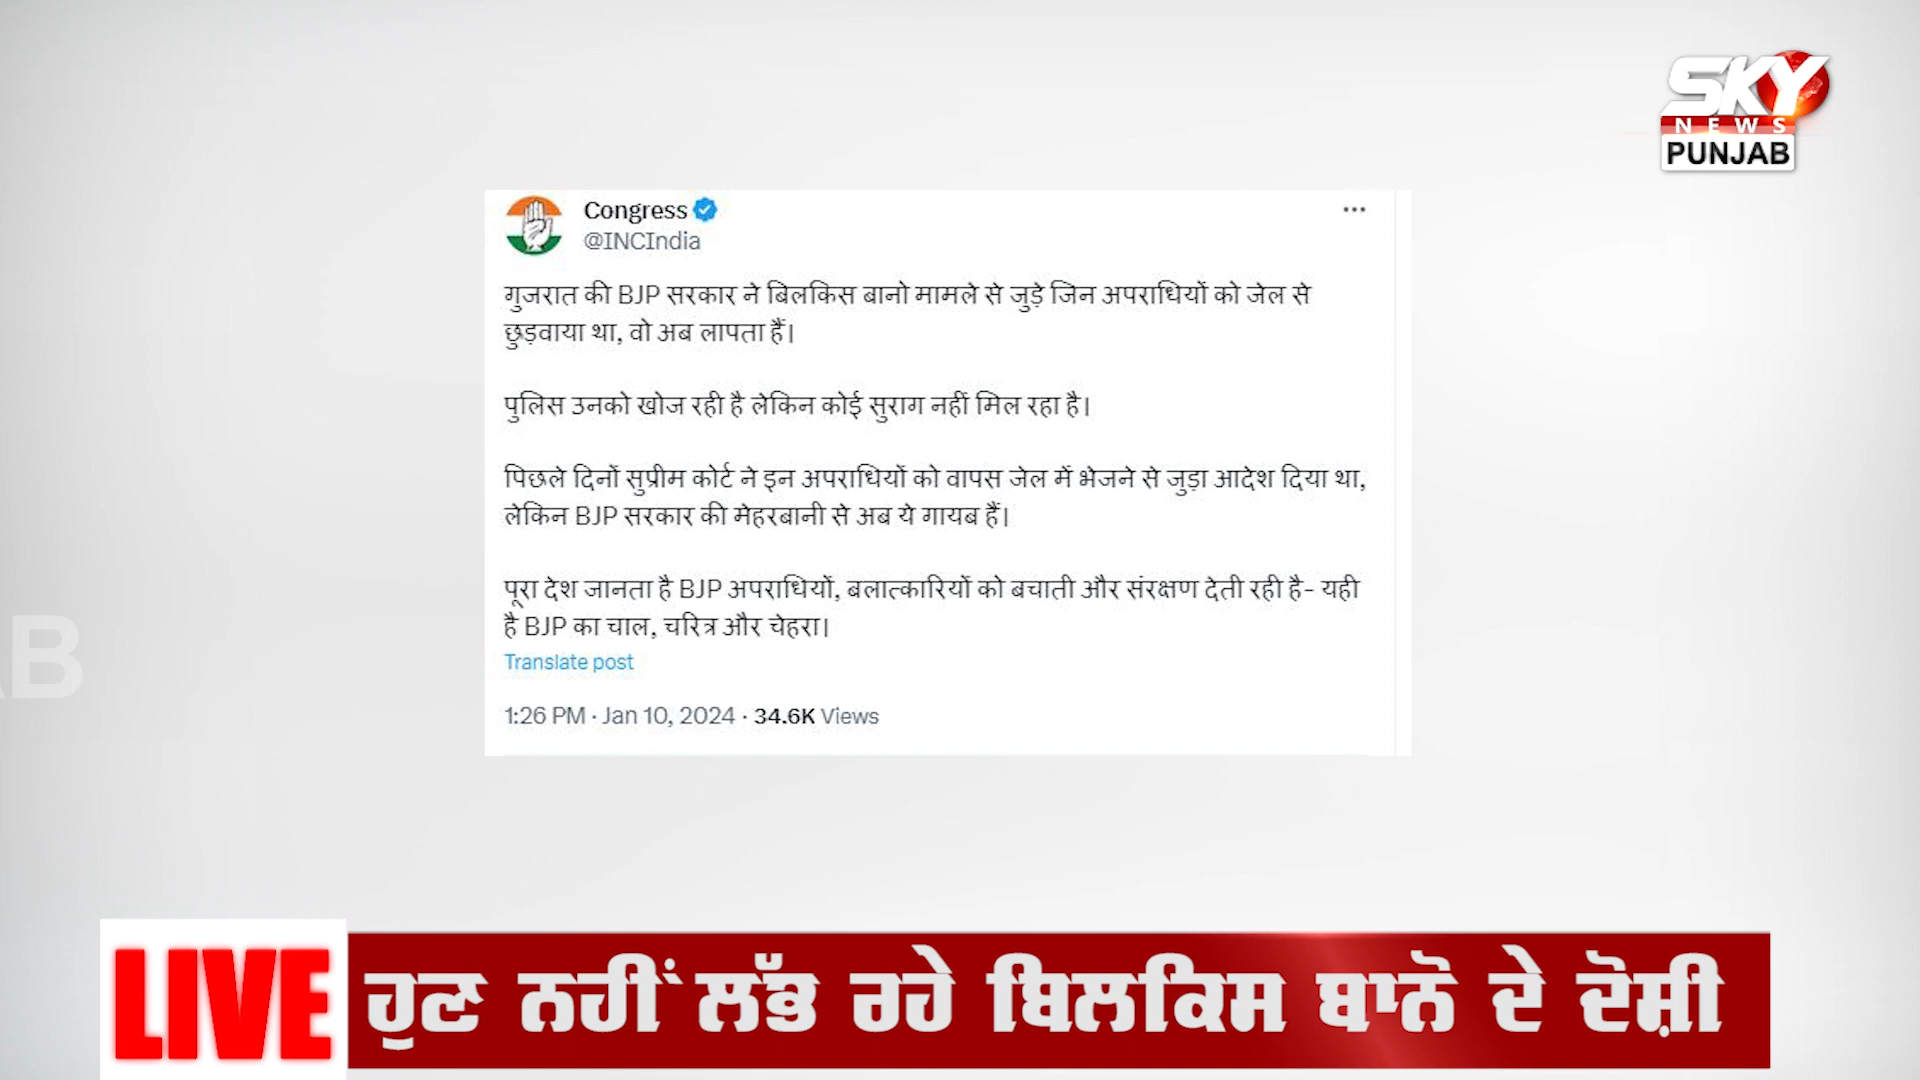 SKY
NEWS
PUNJAB
Congress
@INCIndia
गुजरात की BJP सरकार ने बिलकिस बानो मामले से जुड़े जिन अपराधियों को जेल से
छुड़वाया था, वो अब लापता हैं।
पुलिस उनको खोज रही है लेकिन कोई सुराग नहीं मिल रहा है।
पिछले दिनों सुप्रीम कोर्ट ने इन अपराधियों को वापस जेल में भेजने से जुड़ा आदेश दिया था,
लेकिन BJP सरकार की मेहरबानी से अब ये गायब हैं।
पूरा देश जानता है BJP अपराधियों, बलात्कारियों को बचाती और संरक्षण देती रही है- यही
है BJP का चाल, चरित्र और चेहरा।
Translate post
1:26 PM · Jan 10, 2024 · 34.6K Views
AB
LIVE ਹੁਣ ਨਹੀਂ ਲੱਭ ਰਹੇ ਬਿਲਕਿਸ ਬਾਨੋ ਦੇ ਦੋਸ਼ੀ